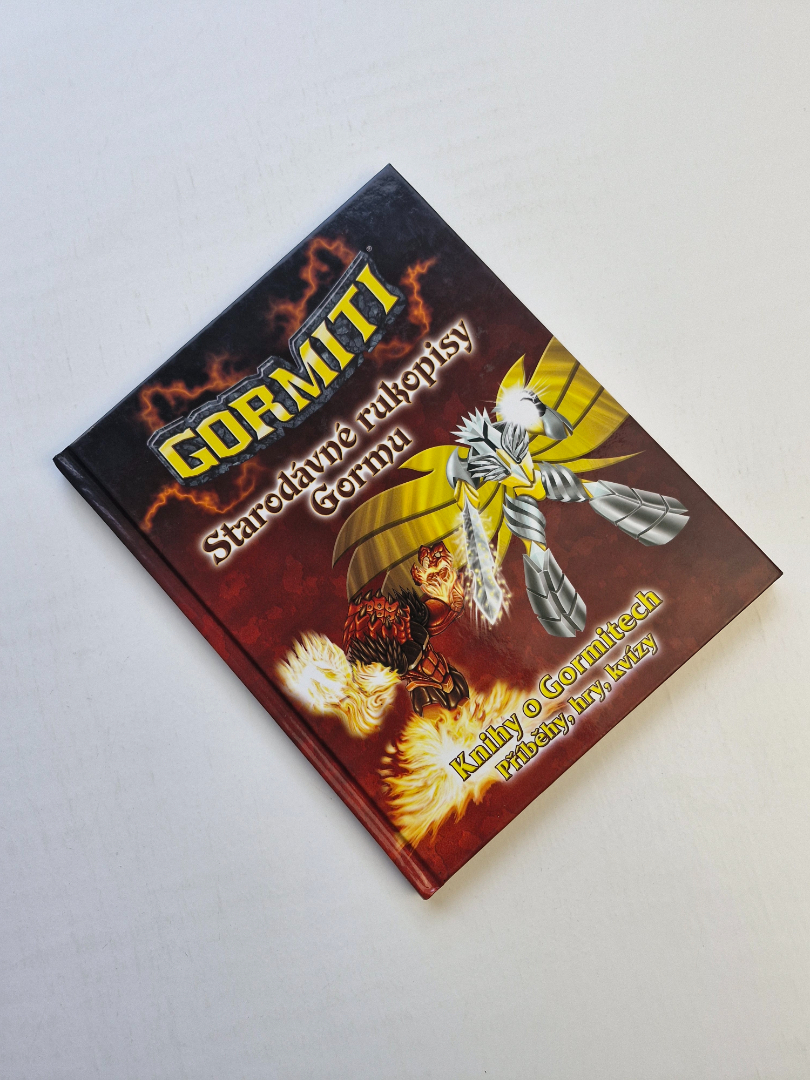 GORMITI
Starodávné rukopisy
Gormu
Knihy o Gormitech
Příběhy, hry, kvízy